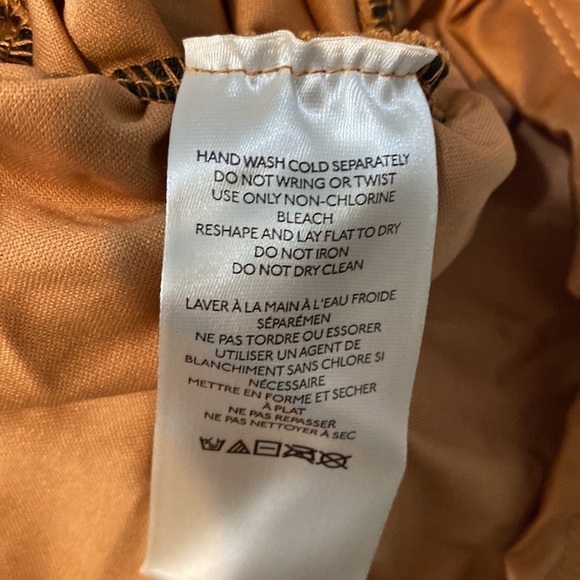 HAND WASH COLD SEPARATELY
DO NOT WRING OR TWIST
USE ONLY NON-CHLORINE
BLEACH
RESHAPE AND LAY FLAT TO DRY
DO NOT IRON
DO NOT DRY CLEAN
LAVER À LA MAIN À L'EAU FROIDE
SÉPARÉMEN
NE PAS TORDRE OU ESSORER
UTILISER UN AGENT DE
BLANCHIMENT SANS CHLORE SI
NÉCESSAIRE
METTRE EN FORME ET SECHER
À PLAT
NE PAS REPASSER
NE PAS NETTOYER À SEC